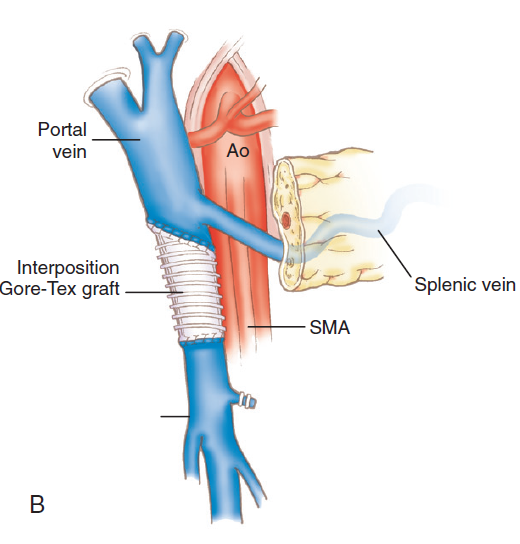 Portal
vein
Ao
Interposition
Gore-Tex graft
Splenic vein
SMA
B